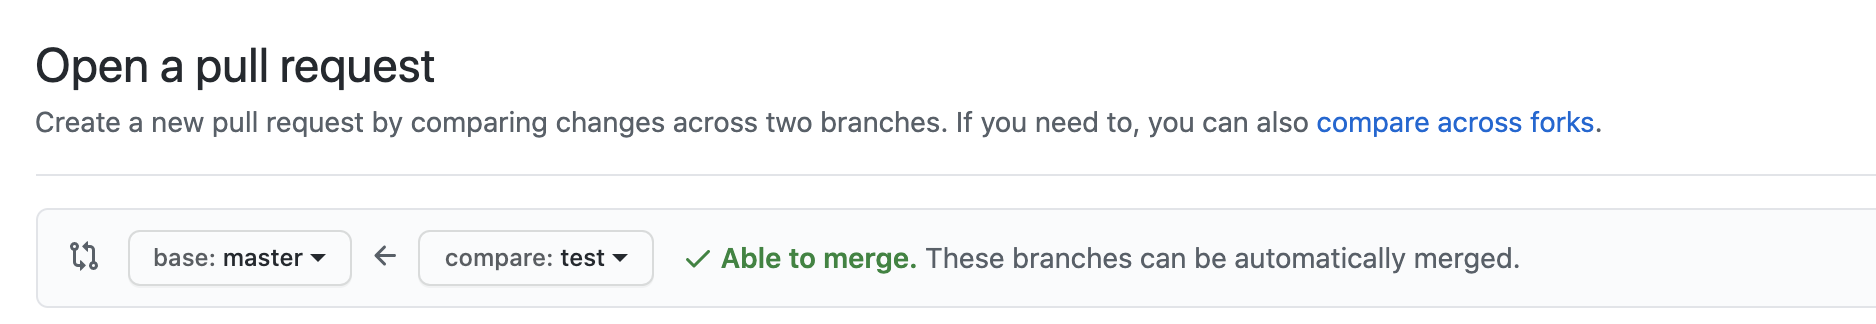 Open a pull request
Create a new pull request by comparing changes across two branches. If you need to, you can also compare across forks.
base: master compare: test Able to merge. These branches can be automatically merged.